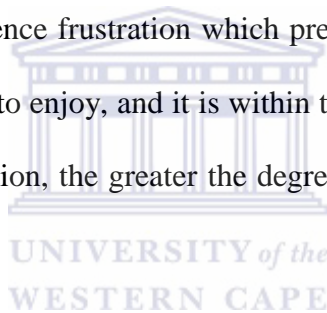 ence frustration which pre
to enjoy, and it is within t
ion, the greater the degre
UNIVERSITY of the
WESTERN CAPE